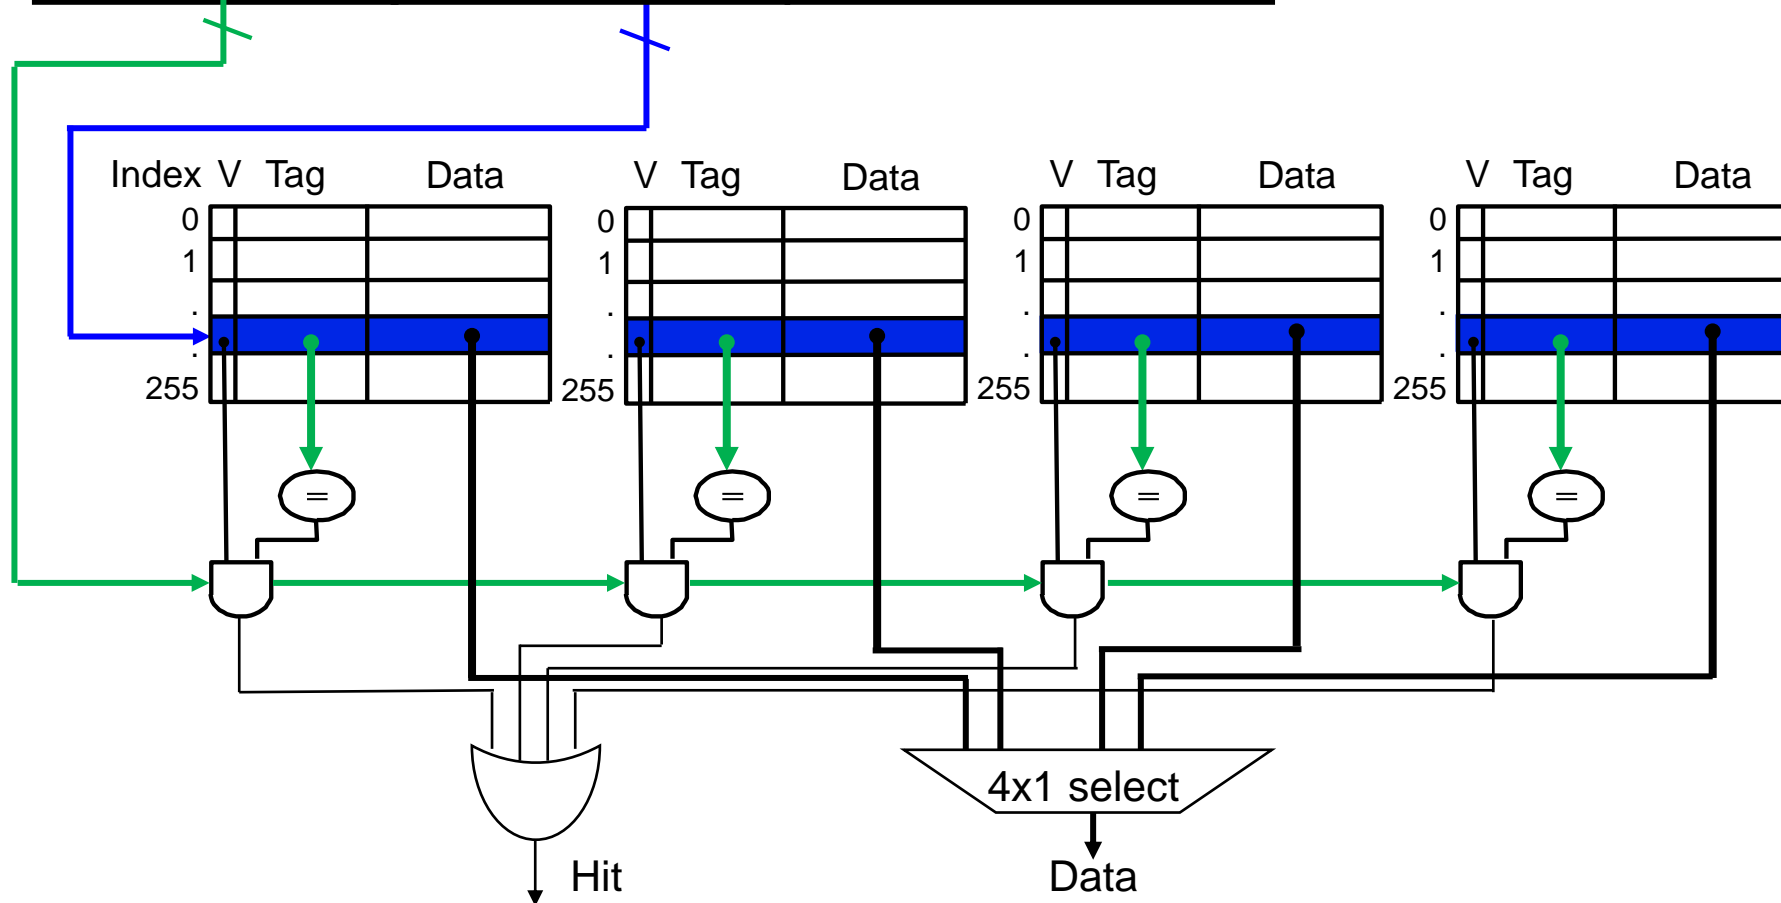 Index V Tag Data V Tag Data V Tag Data V Tag Data
0 0 0 0
1 1 1 1
. . . .
. . . .
255 255 255 255
= = = =
4x1 select
Hit Data